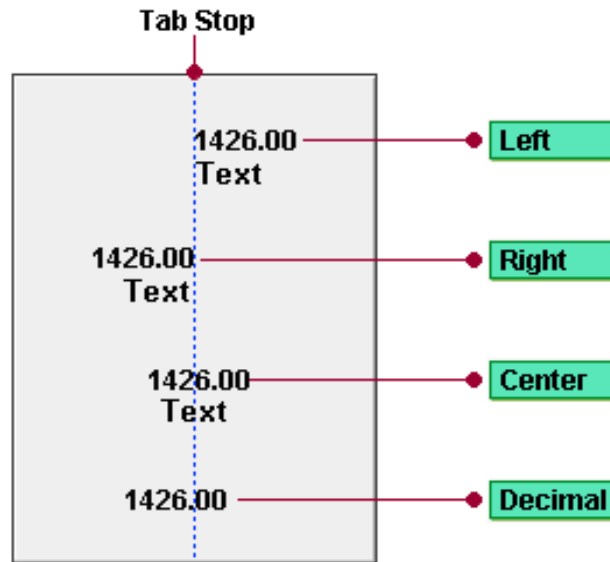 Tab Stop
1426.00
Left
Text
1426.00
Right
Text
1426.00
Center
Text
1426.00
Decimal